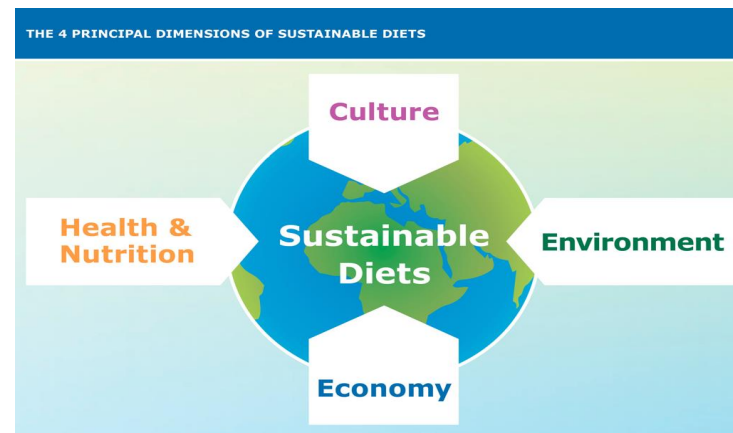 THE 4 PRINCIPAL DIMENSIONS OF SUSTAINABLE DIETS
Culture
Health &
Nutrition
Sustainable
Diets
Environment
Economy